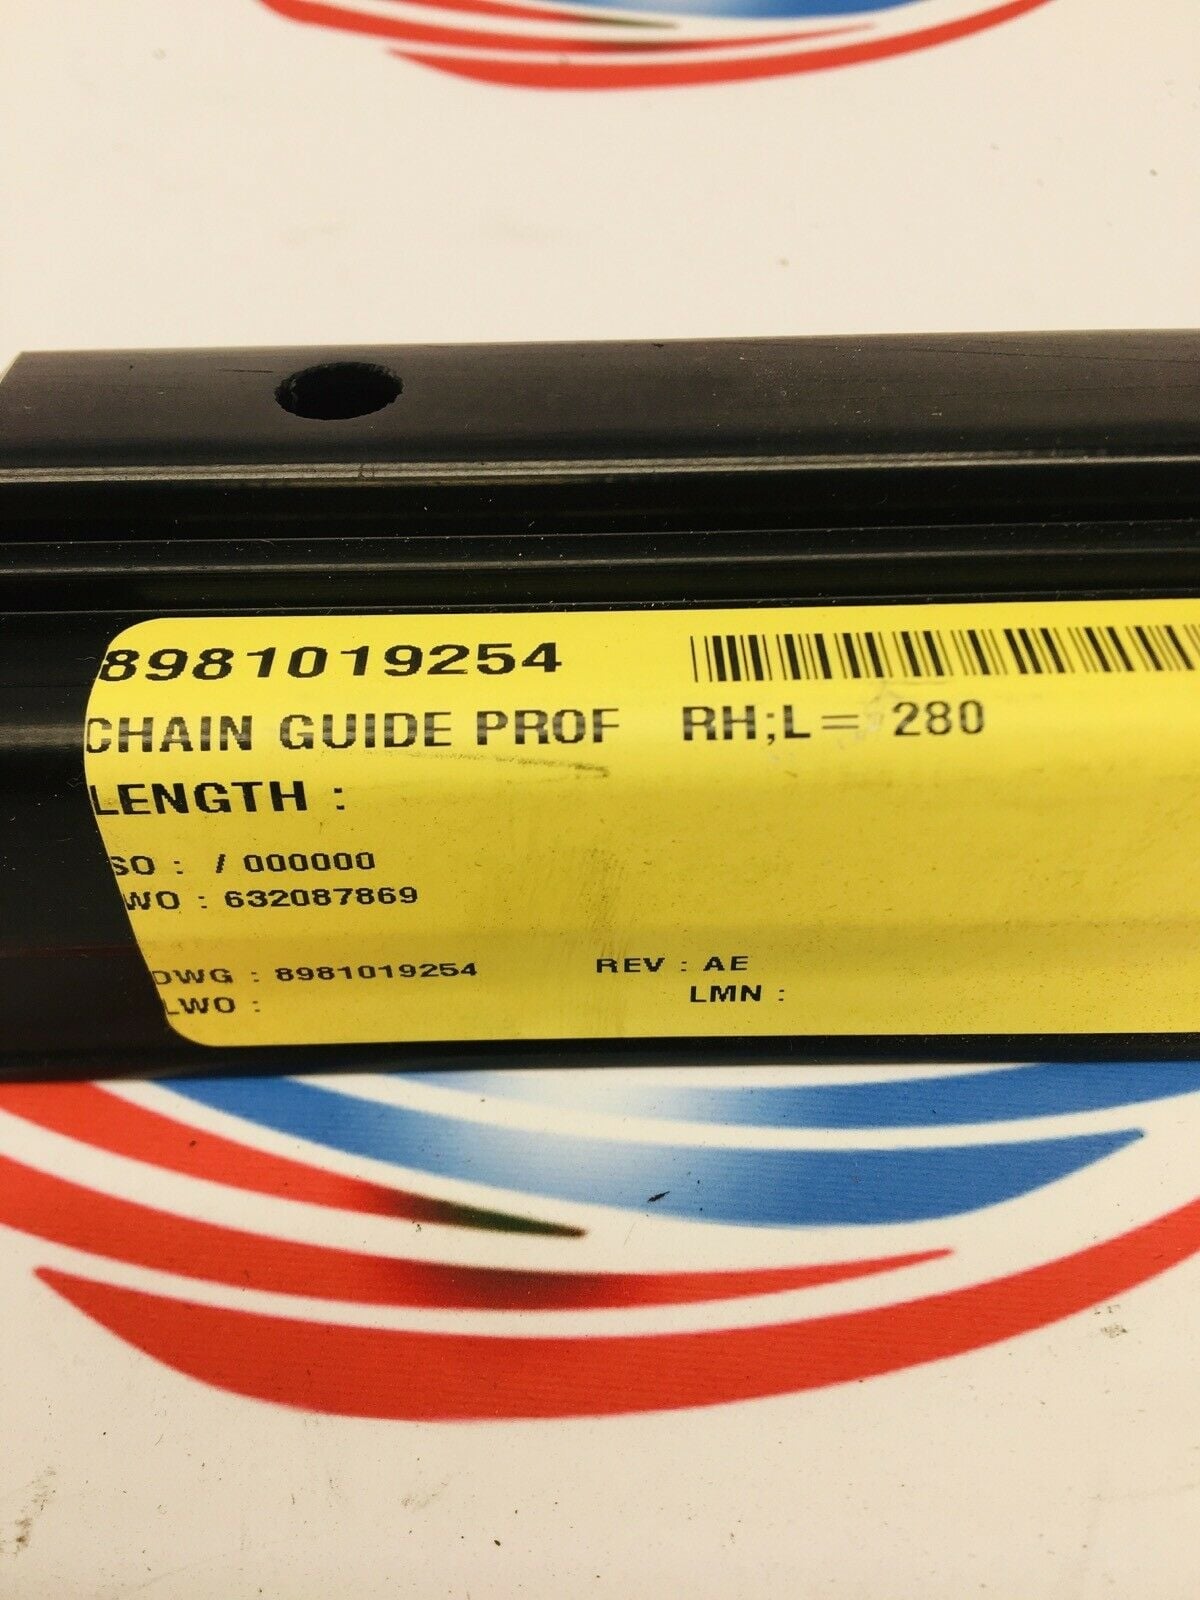 8981019254
CHAIN GUIDE PROF RH;L= 280
LENGTH :
SO : / 000000
WO : 632087869
DWG : 8981019254 REV : AE
LWO : LMN :